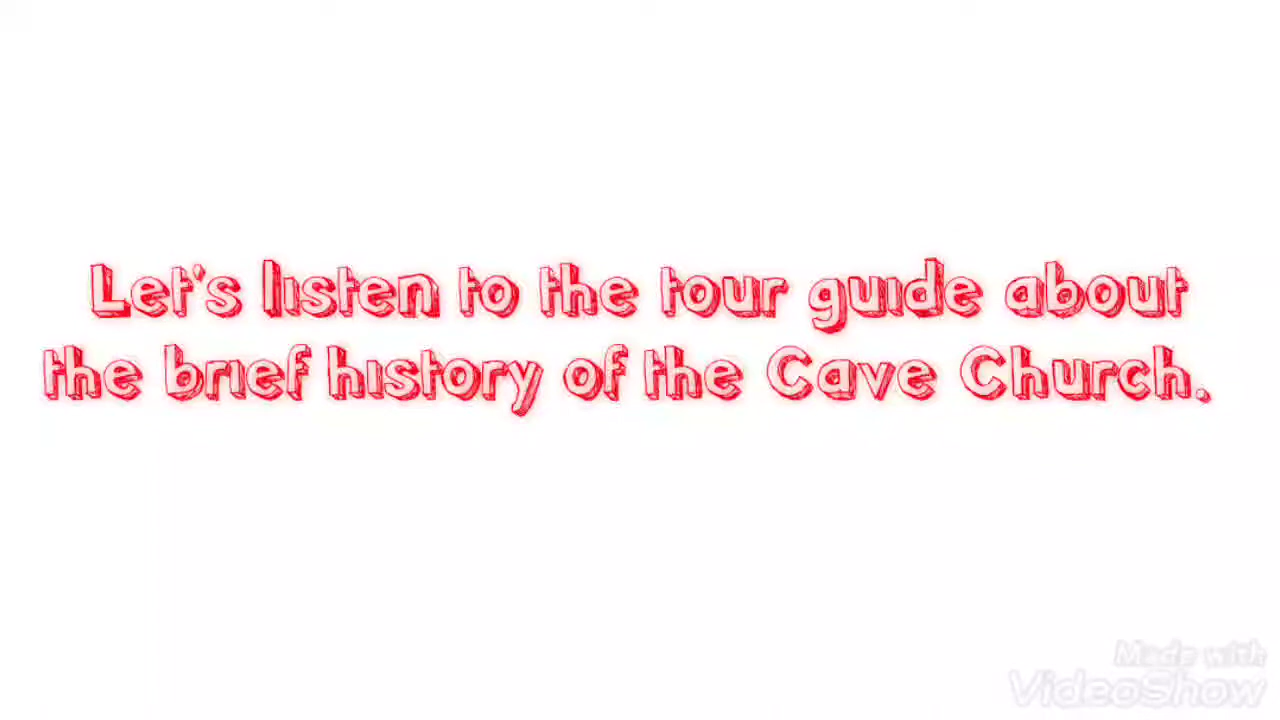 Let's listen to the tour guide about
the brief history of the Cave Church.
Made with
VideoShow